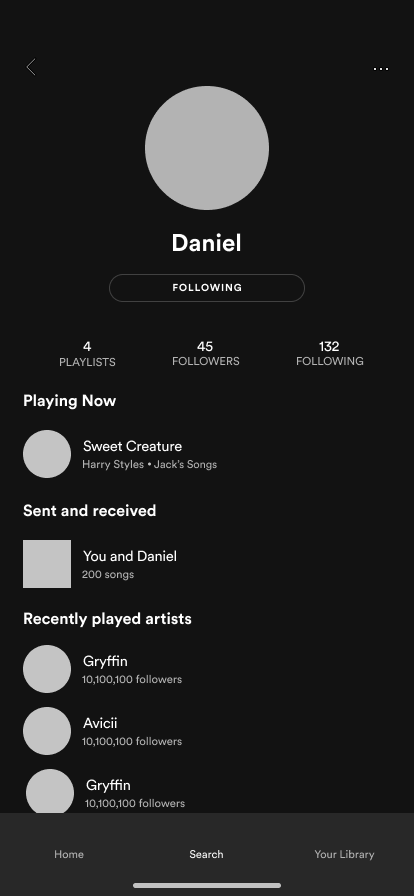 Daniel
FOLLOWING
4 45 132
PLAYLISTS FOLLOWERS FOLLOWING
Playing Now
Sweet Creature
Harry Styles • Jack's Songs
Sent and received
You and Daniel
200 songs
Recently played artists
Gryffin
10,100,100 followers
Avicii
10,100,100 followers
Gryffin
10,100,100 followers
Home Search Your Library